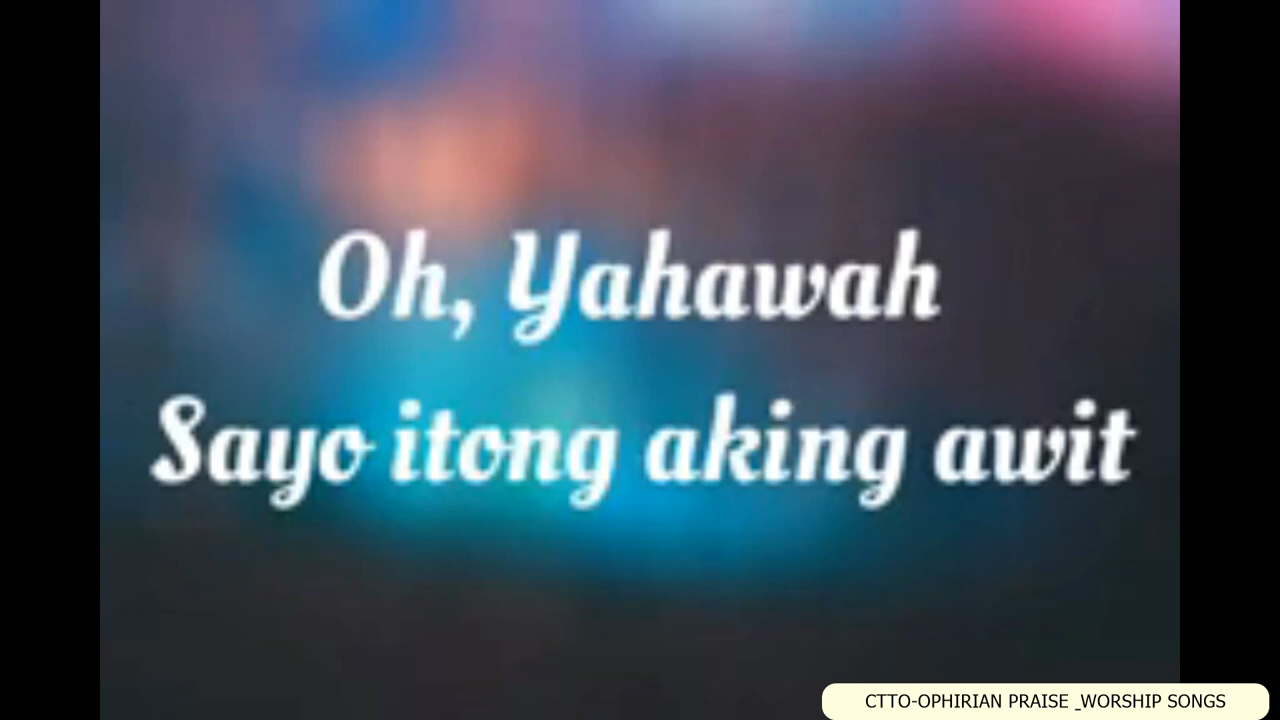 Oh, Yahawah
Sayo itong aking awit
CTTO-OPHIRIAN PRAISE _WORSHIP SONGS